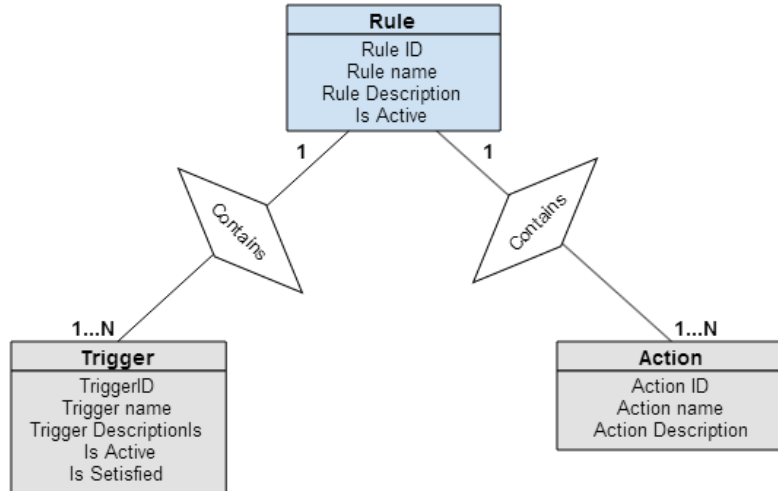 Rule
Rule ID
Rule name
Rule Description
Is Active
1
1
Contains
Contains
1...N
1...N
Trigger
TriggerID
Trigger name
Trigger DescriptionIs
Is Active
Is Setisfied
Action
Action ID
Action name
Action Description